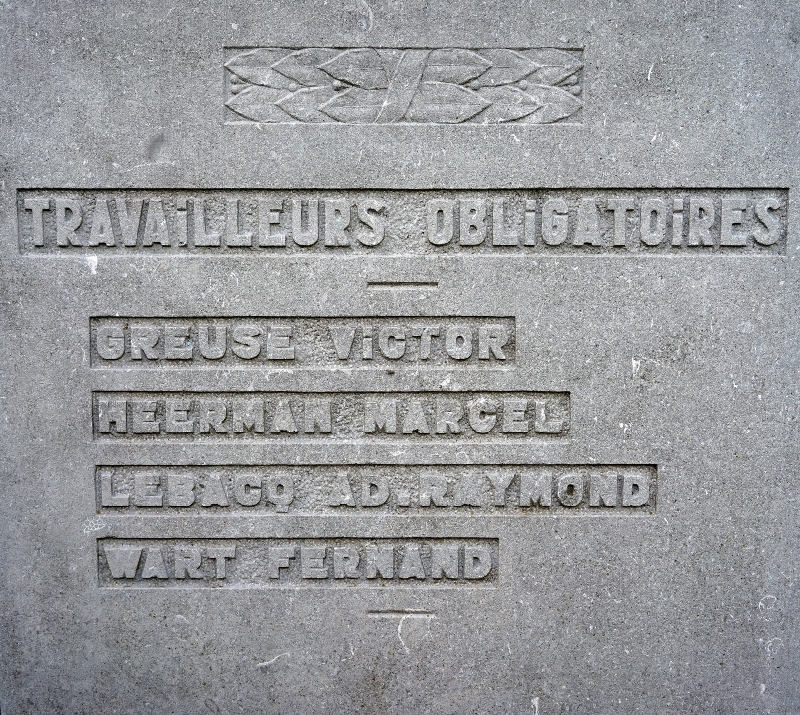 TRAVAiLLEURS OBLiGATOiRES
GREUSE ViCTOR
HEERMAN MARCEL
LEBACQ AD.RAYMOND
WART FERNAND